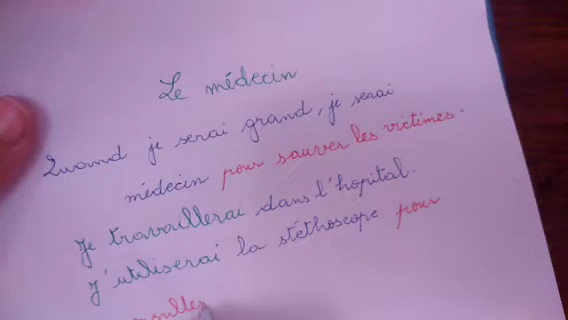 Le médecin
Quand je serai grand, je serai
médecin pour sauver les victimes.
Je travaillerai dans l'hopital.
J'utiliserai la stéthoscope pour